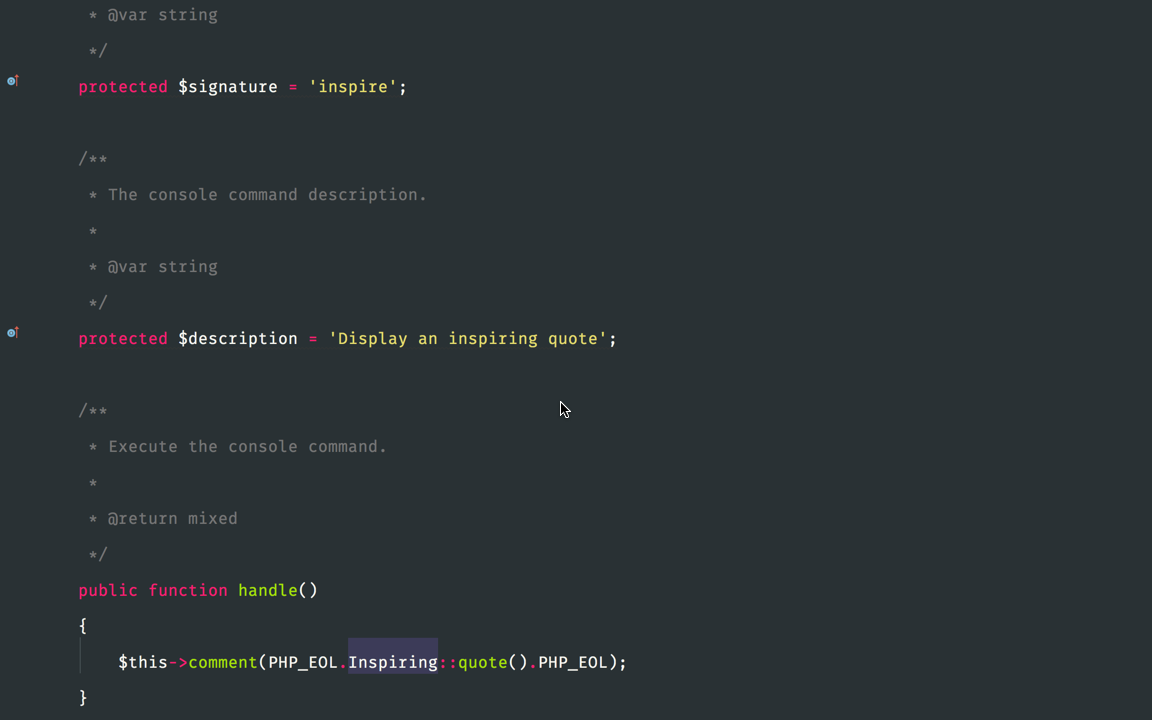 * @var string
*/
protected $signature = 'inspire';
/**
* The console command description.
*
* @var string
*/
protected $description = 'Display an inspiring quote';
/**
* Execute the console command.
*
* @return mixed
*/
public function handle()
{
$this->comment(PHP_EOL.Inspiring::quote().PHP_EOL);
}